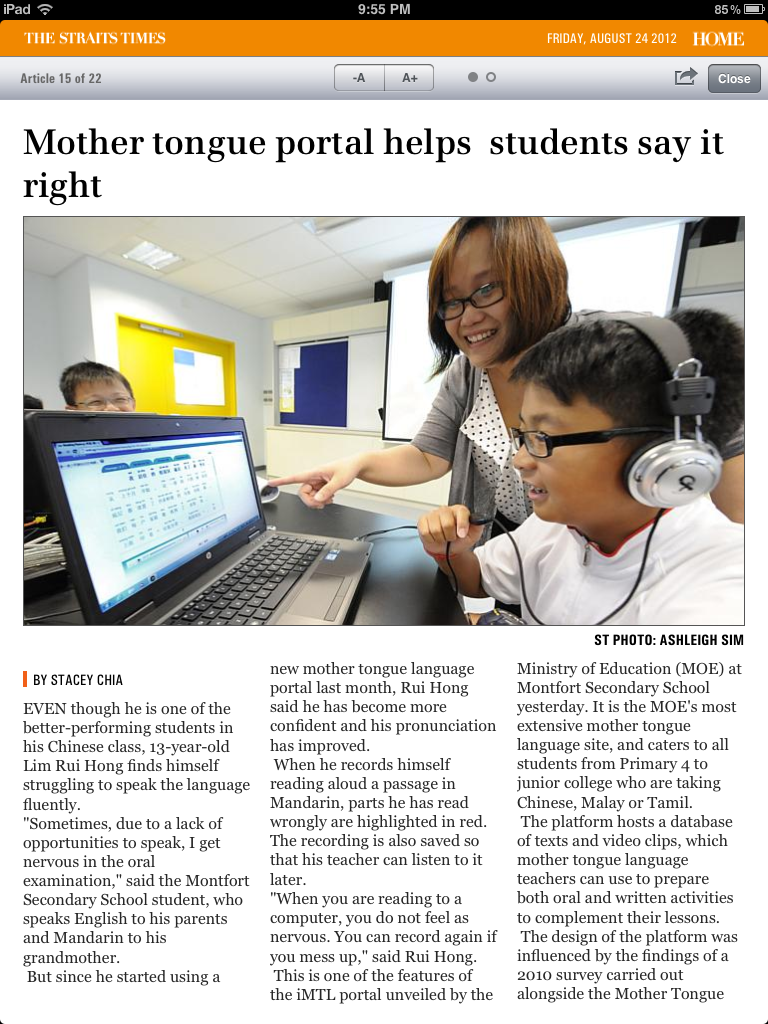 iPad 9:55 PM 85%
THE STRAITS TIMES FRIDAY, AUGUST 24 2012 HOME
Article 15 of 22 -A A+ Close
Mother tongue portal helps students say it
right
hp
ST PHOTO: ASHLEIGH SIM
BY STACEY CHIA
EVEN though he is one of the
better-performing students in
his Chinese class, 13-year-old
Lim Rui Hong finds himself
struggling to speak the language
fluently.
"Sometimes, due to a lack of
opportunities to speak, I get
nervous in the oral
examination," said the Montfort
Secondary School student, who
speaks English to his parents
and Mandarin to his
grandmother.
But since he started using a
new mother tongue language
portal last month, Rui Hong
said he has become more
confident and his pronunciation
has improved.
When he records himself
reading aloud a passage in
Mandarin, parts he has read
wrongly are highlighted in red.
The recording is also saved so
that his teacher can listen to it
later.
"When you are reading to a
computer, you do not feel as
nervous. You can record again if
you mess up," said Rui Hong.
This is one of the features of
the iMTL portal unveiled by the
Ministry of Education (MOE) at
Montfort Secondary School
yesterday. It is the MOE's most
extensive mother tongue
language site, and caters to all
students from Primary 4 to
junior college who are taking
Chinese, Malay or Tamil.
The platform hosts a database
of texts and video clips, which
mother tongue language
teachers can use to prepare
both oral and written activities
to complement their lessons.
The design of the platform was
influenced by the findings of a
2010 survey carried out
alongside the Mother Tongue